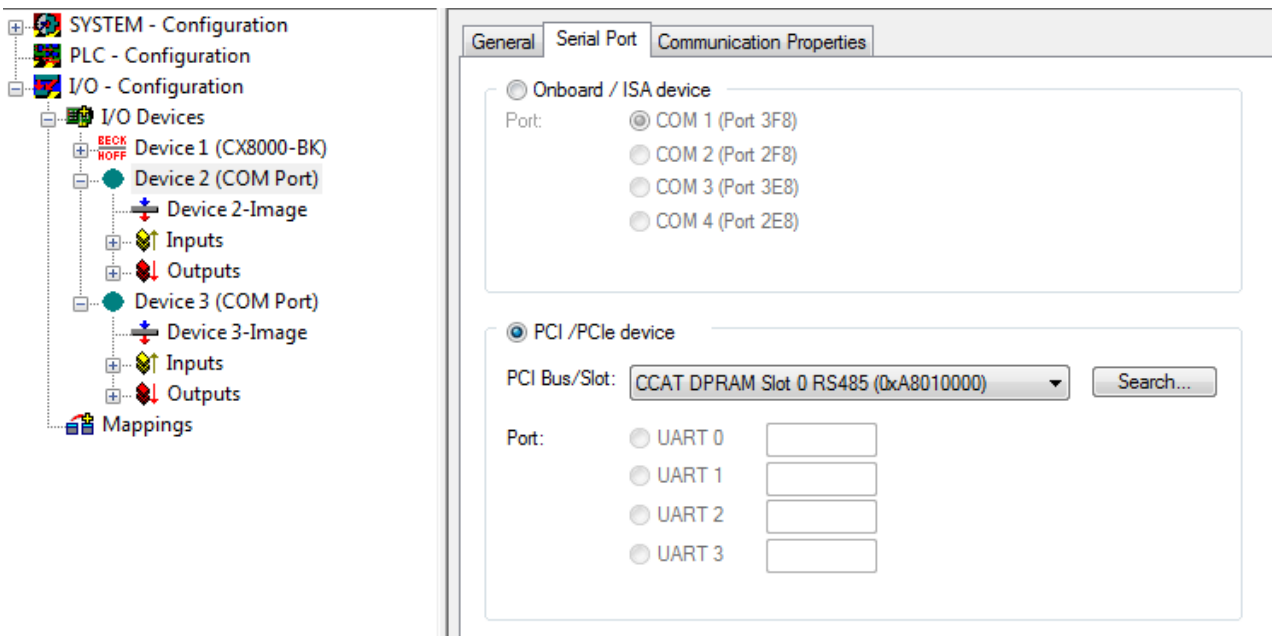 SYSTEM - Configuration
PLC - Configuration
I/O - Configuration
I/O Devices
BECK
HOFF
Device 1 (CX8000-BK)
Device 2 (COM Port)
Device 2-Image
Inputs
Outputs
Device 3 (COM Port)
Device 3-Image
Inputs
Outputs
Mappings
General Serial Port Communication Properties
Onboard / ISA device
Port: COM 1 (Port 3F8)
COM 2 (Port 2F8)
COM 3 (Port 3E8)
COM 4 (Port 2E8)
PCI /PCIe device
PCI Bus/Slot: CCAT DPRAM Slot 0 RS485 (0xA8010000) Search...
Port: UART 0
UART 1
UART 2
UART 3